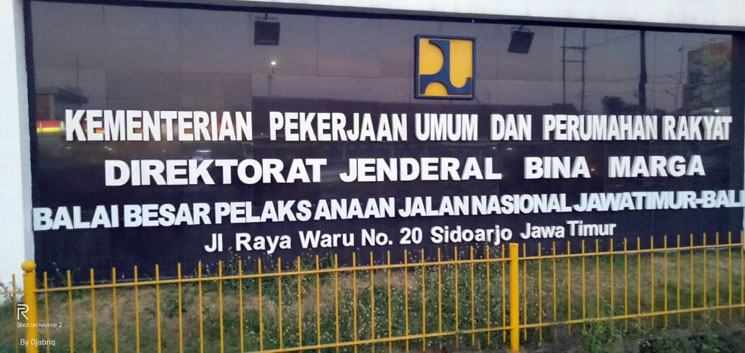 KEMENTERIAN PEKERJAAN UMUM DAN PERUMAHAN RAKYAT
DIREKTORAT JENDERAL BINA MARGA
BALAI BESAR PELAKSANAAN JALAN NASIONAL JAWATIMUR-BALI
Jl Raya Waru No. 20 Sidoarjo Jawa Timur
R
Shot on realme 2
By Djabriq